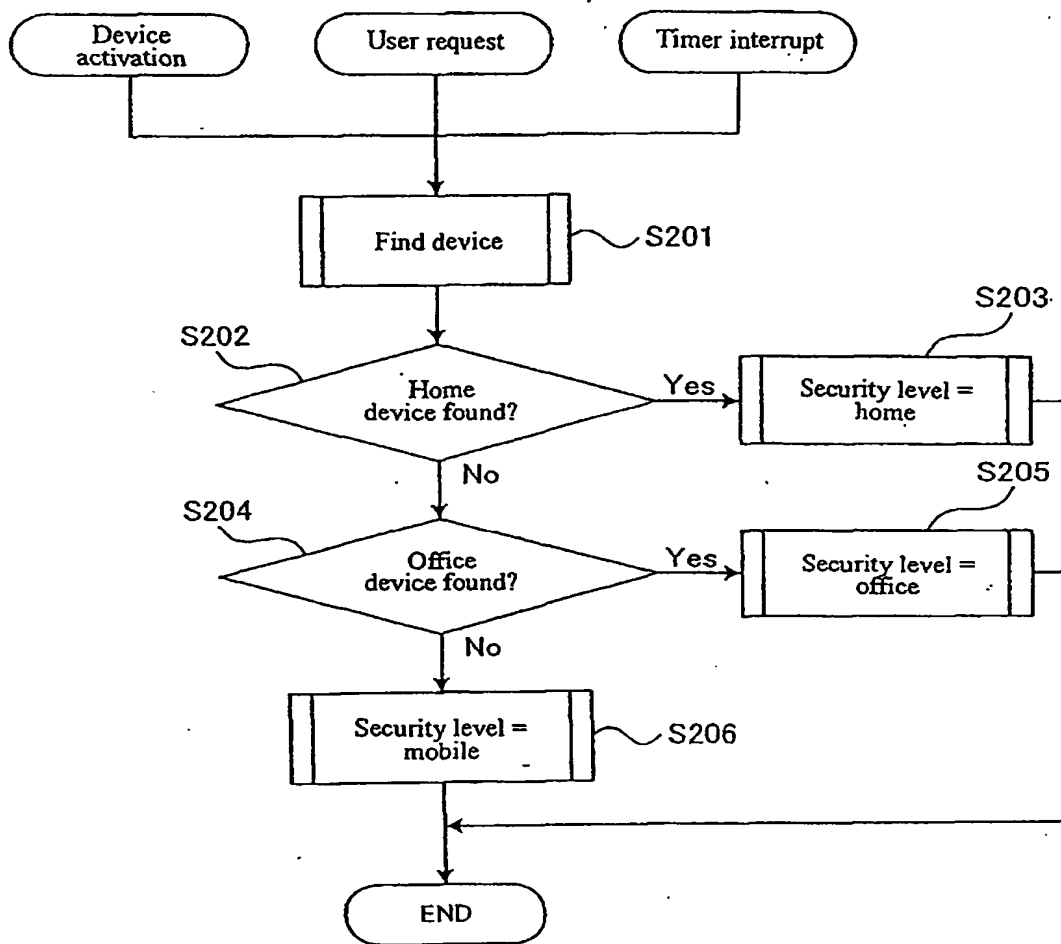 Device
activation
User request
Timer interrupt
Find device
S201
S202
Home
device found?
Yes
S203
Security level =
home
No
S204
Office
device found?
Yes
S205
Security level =
office
No
Security level =
mobile
S206
END